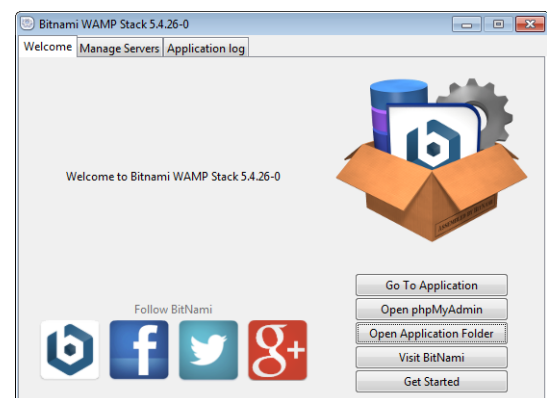 Bitnami WAMP Stack 5.4.26-0
Welcome Manage Servers Application log
Welcome to Bitnami WAMP Stack 5.4.26-0
Go To Application
Open phpMyAdmin
Open Application Folder
Visit BitNami
Get Started
Follow BitNami
b f g+